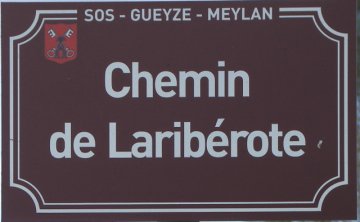 SOS - GUEYZE - MEYLAN
Chemin
de Laribérote